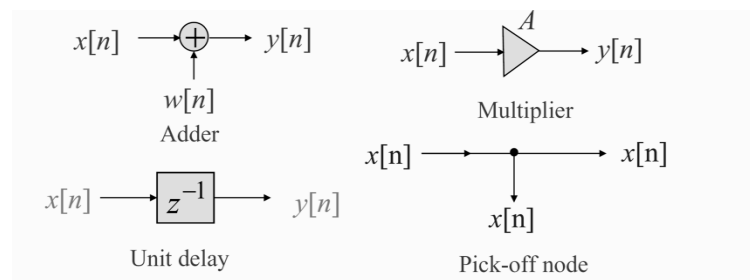 x[n] + y[n]
w[n]
Adder
A
x[n] y[n]
Multiplier
x[n] z⁻¹ y[n]
Unit delay
x[n] x[n]
x[n]
Pick-off node